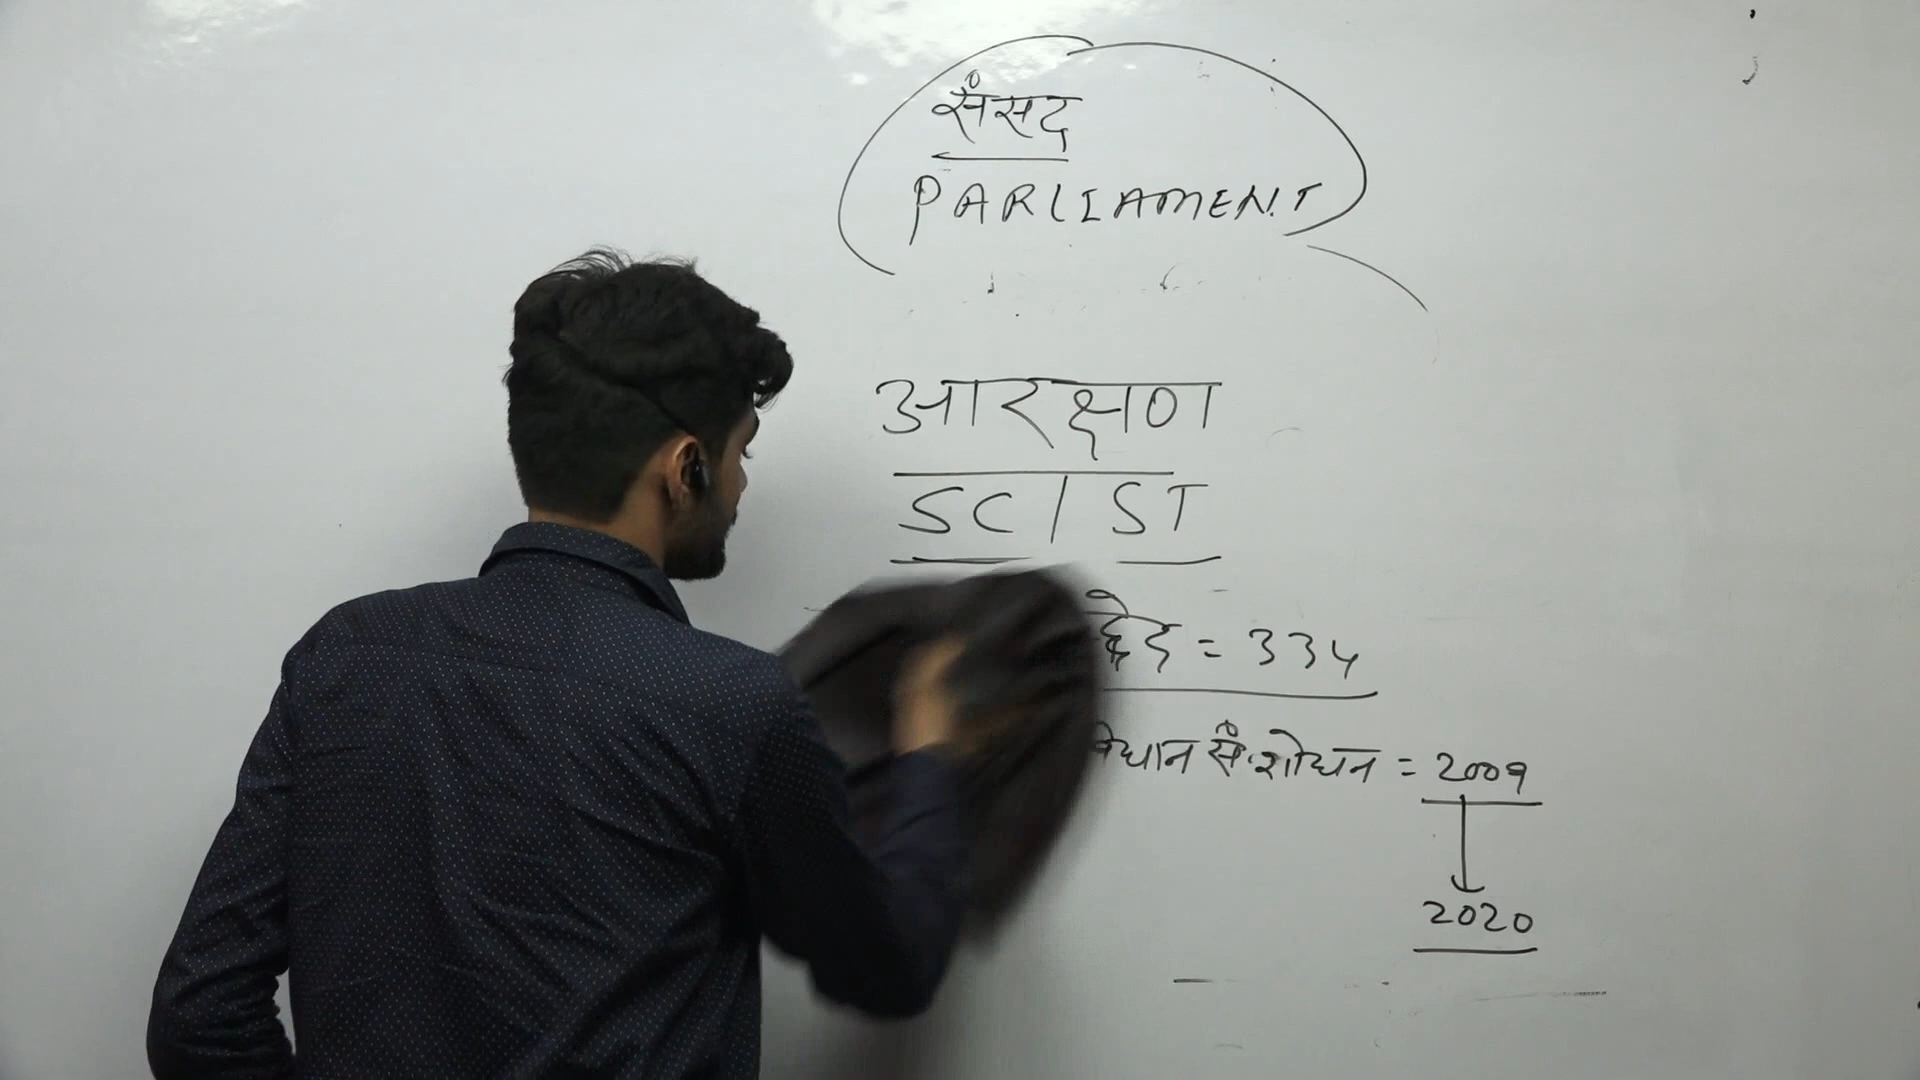 संसद
PARLIAMENT
आरक्षण
SC / ST
= 334
संशोधन = 2009
2020